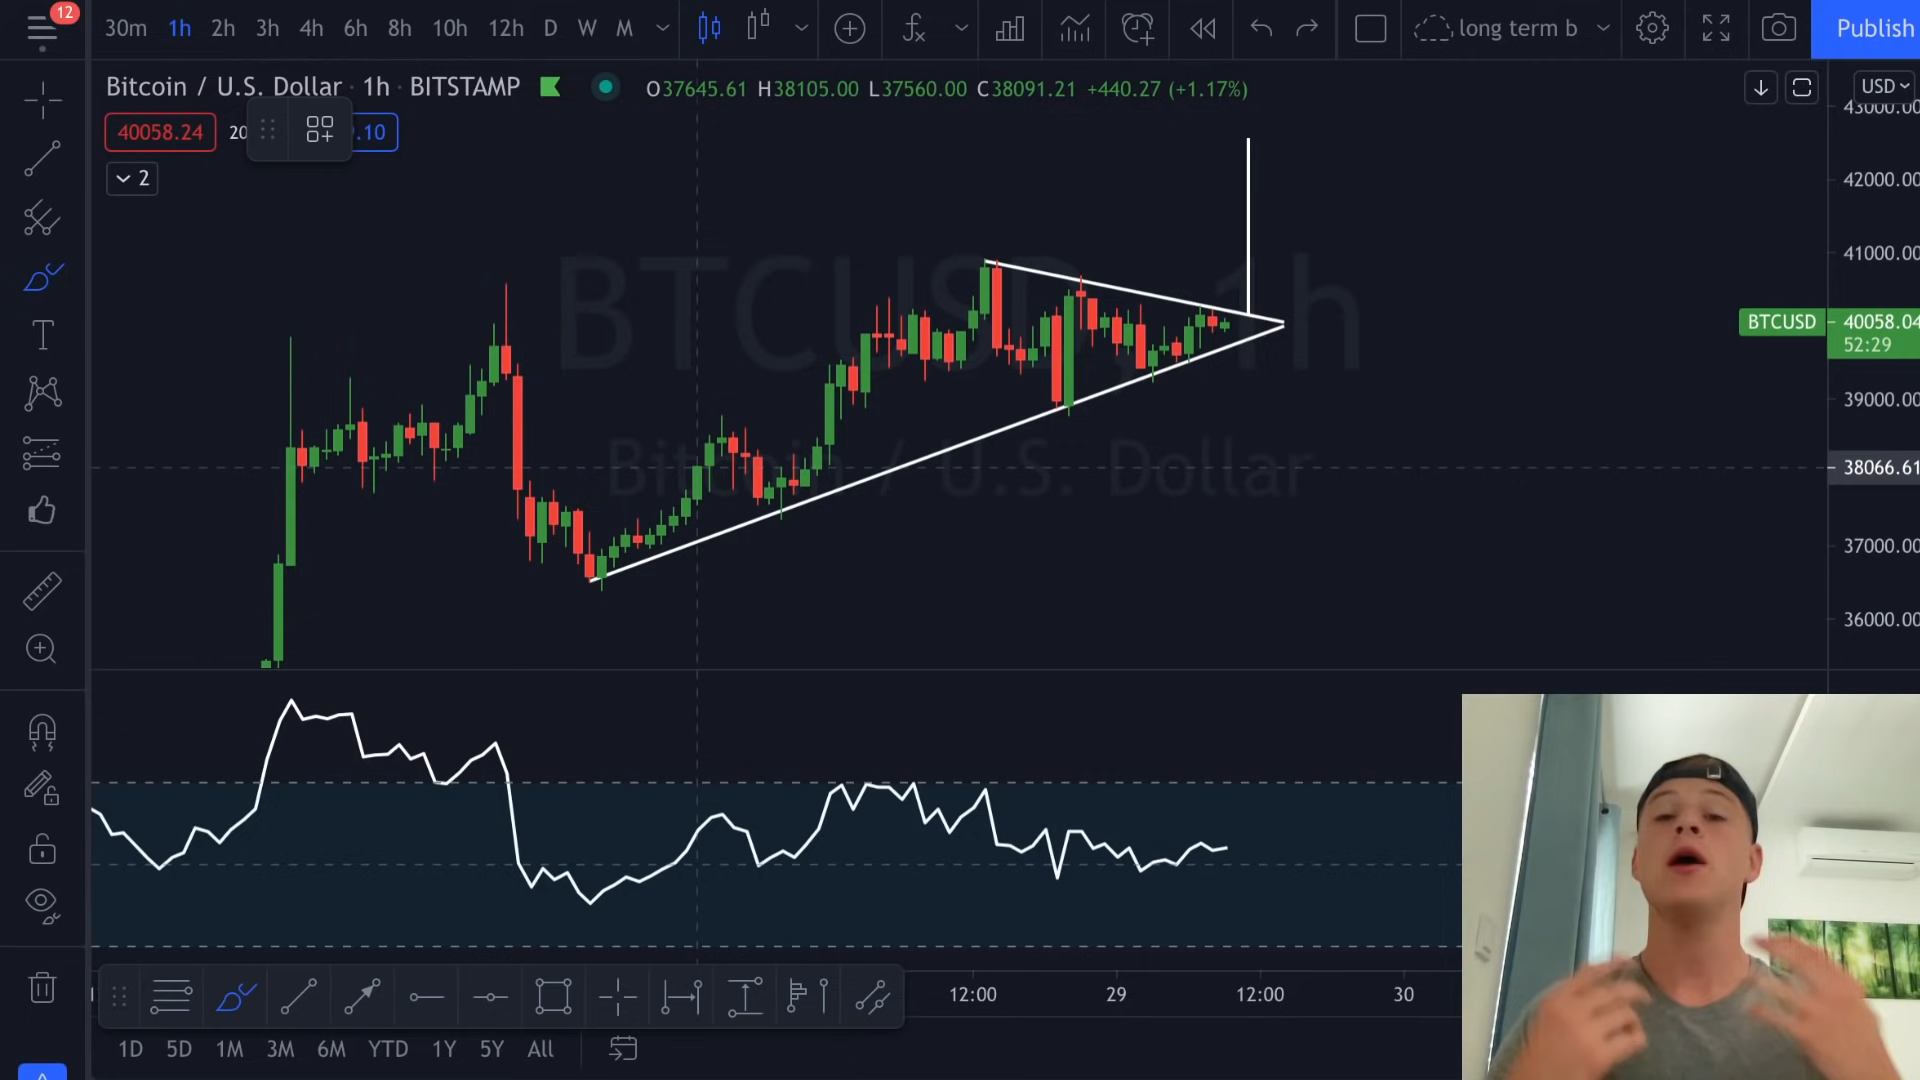 12
30m 1h 2h 3h 4h 6h 8h 10h 12h D W M
long term b
Publish
Bitcoin / U.S. Dollar · 1h · BITSTAMP
O37645.61 H38105.00 L37560.00 C38091.21 +440.27 (+1.17%)
USD
40058.24
20
.10
2
43000.00
42000.00
41000.00
BTCUSD 40058.04
52:29
39000.00
38066.61
37000.00
36000.00
BTCUSD, 1h
Bitcoin / U.S. Dollar
12:00 29 12:00 30
1D 5D 1M 3M 6M YTD 1Y 5Y All